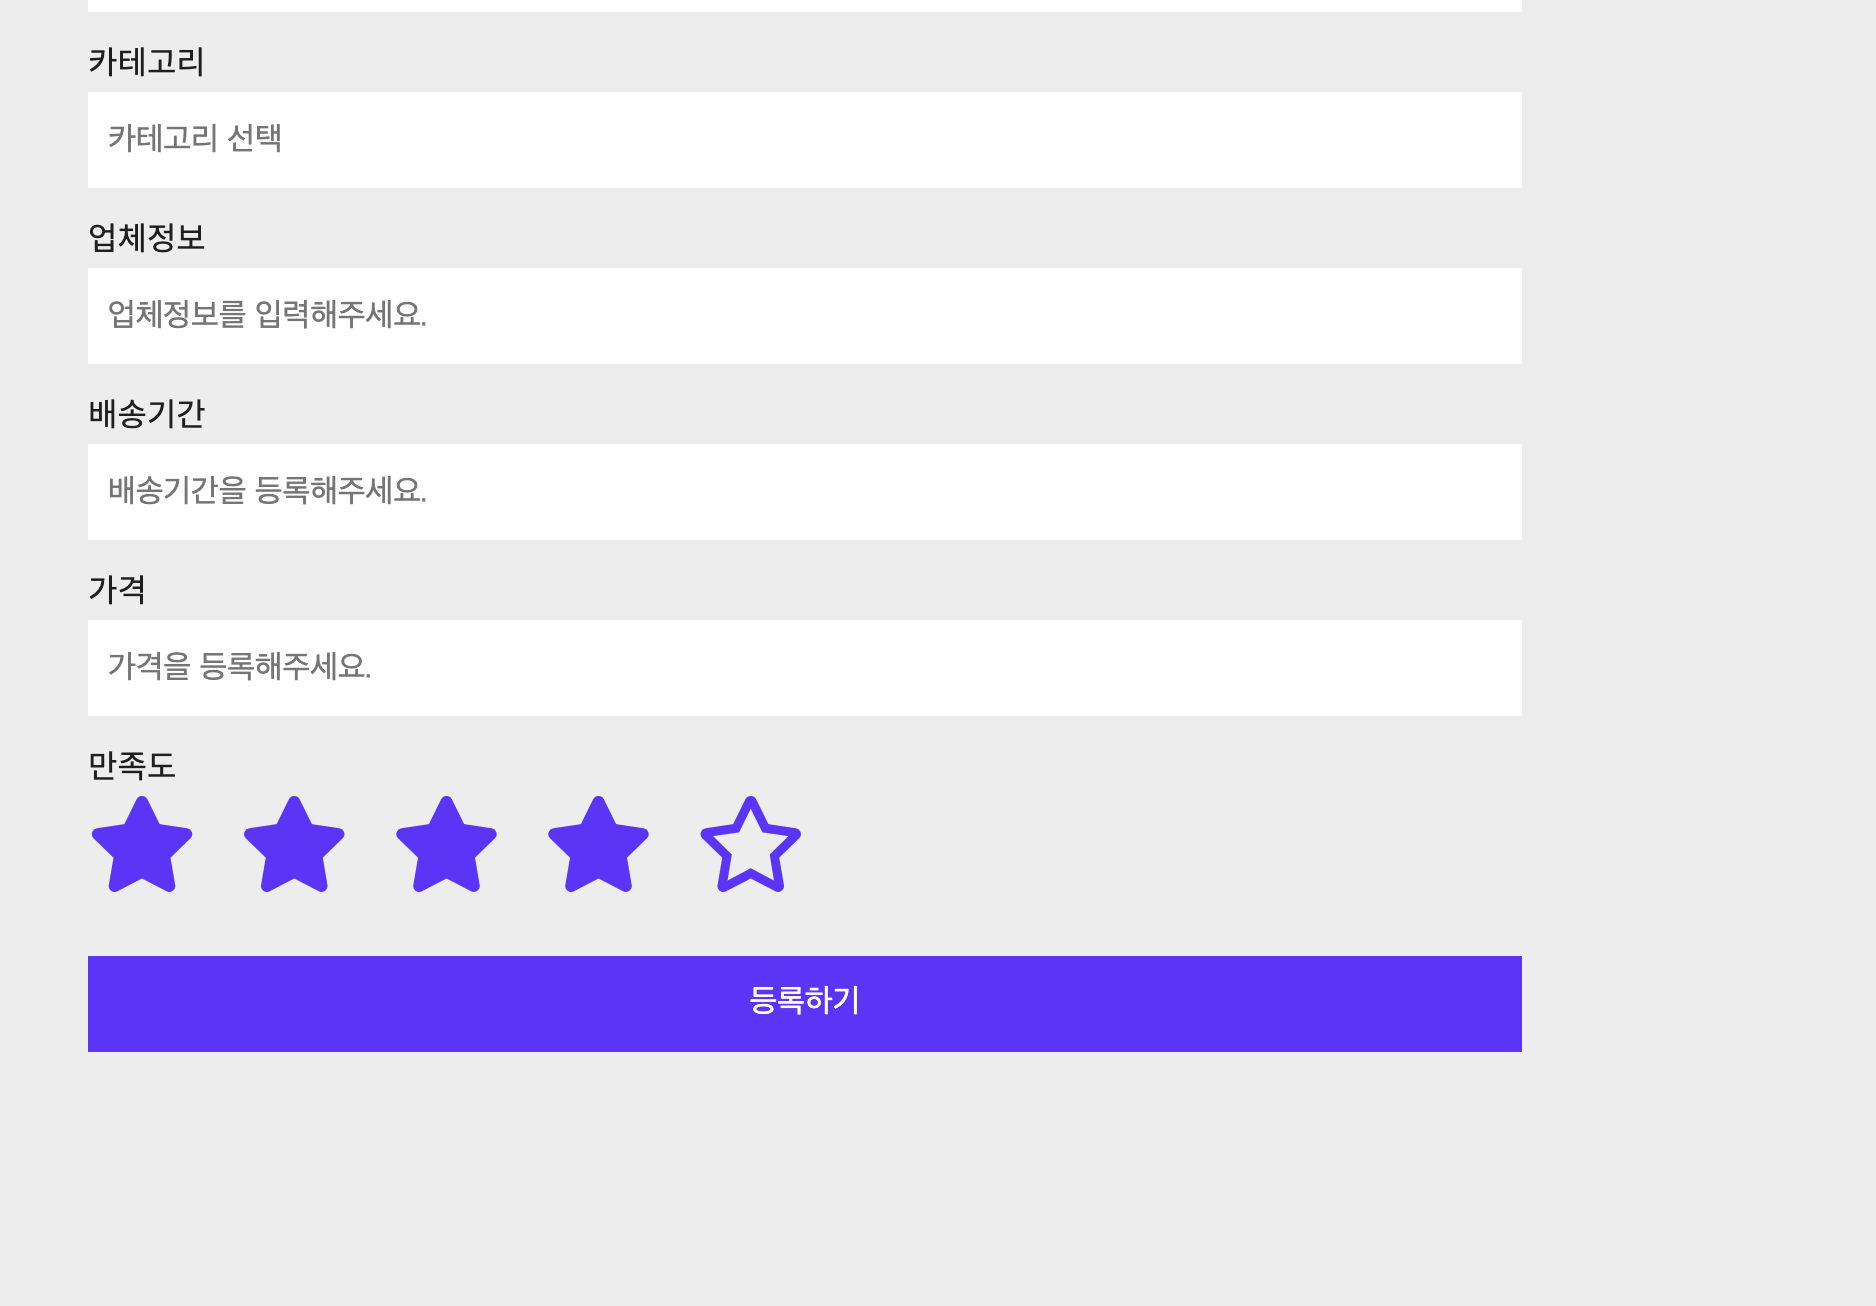 카테고리
카테고리 선택
업체정보
업체정보를 입력해주세요.
배송기간
배송기간을 등록해주세요.
가격
가격을 등록해주세요.
만족도
등록하기